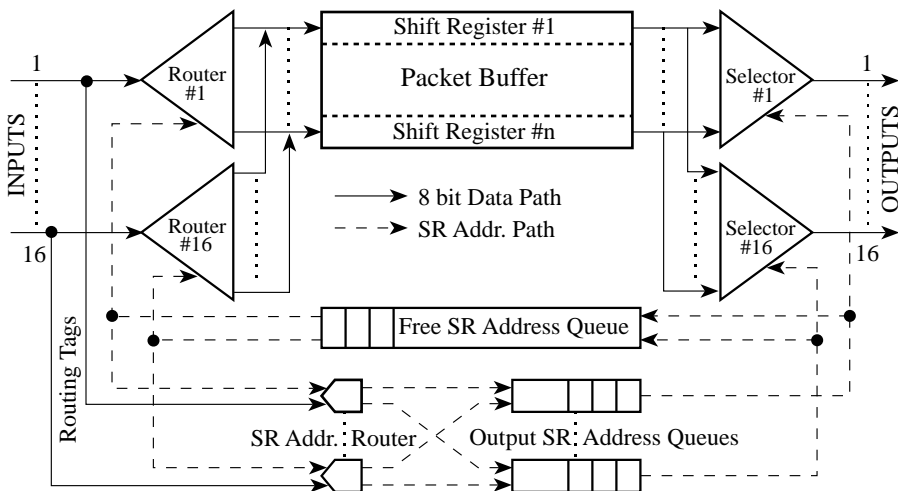 Shift Register #1
1
Router
#1
Packet Buffer
Selector
#1
1
Shift Register #n
INPUTS
OUTPUTS
8 bit Data Path
Router
#16
SR Addr. Path
Selector
#16
16
16
Free SR Address Queue
Routing Tags
SR Addr. Router
Output SR Address Queues